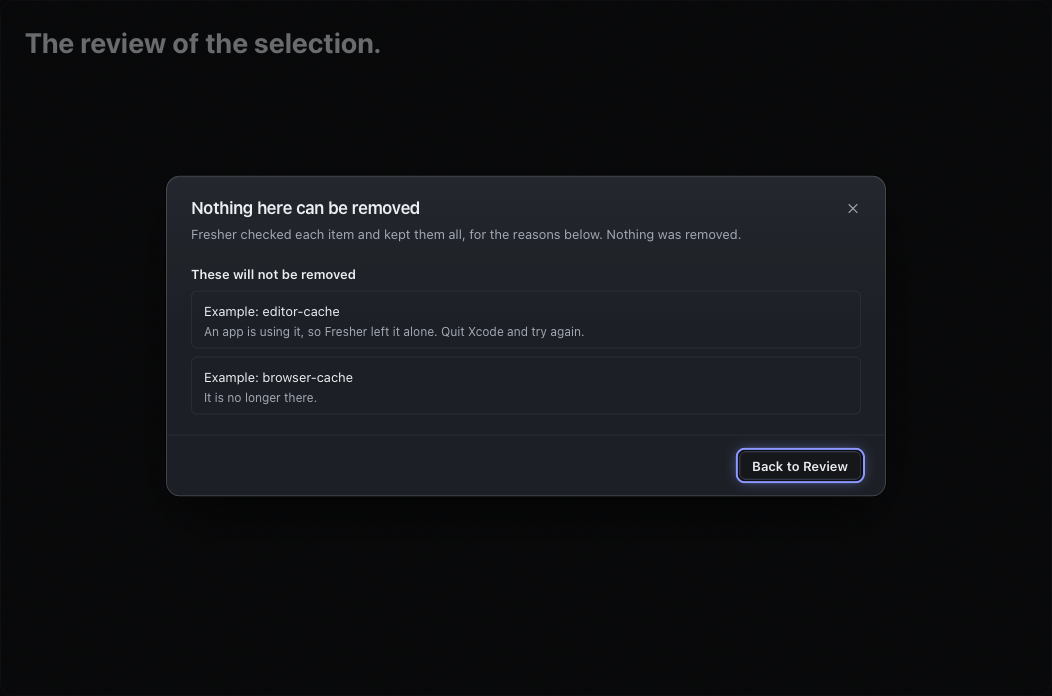 The review of the selection.
Nothing here can be removed
Fresher checked each item and kept them all, for the reasons below. Nothing was removed.
These will not be removed
Example: editor-cache
An app is using it, so Fresher left it alone. Quit Xcode and try again.
Example: browser-cache
It is no longer there.
Back to Review